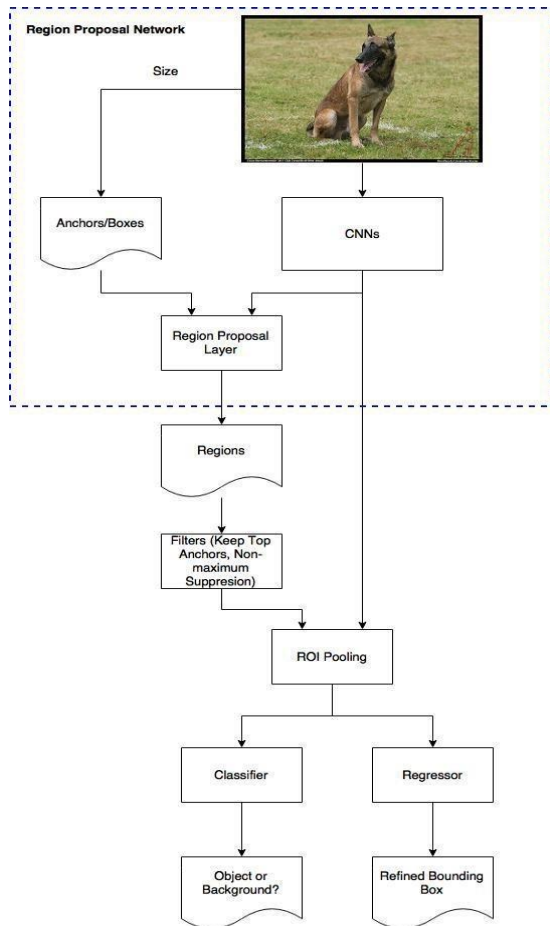 Region Proposal Network
Size
Anchors/Boxes
CNNs
Region Proposal
Layer
Regions
Filters (Keep Top
Anchors, Non-
maximum
Suppresion)
ROI Pooling
Classifier
Regressor
Object or
Background?
Refined Bounding
Box